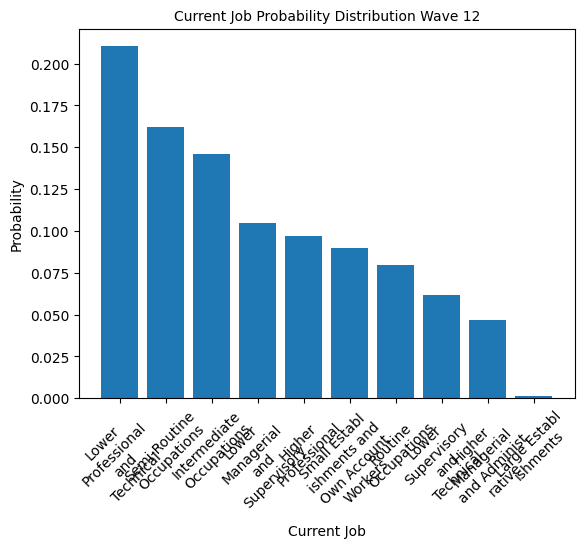 Current Job Probability Distribution Wave 12
Probability
0.200
0.175
0.150
0.125
0.100
0.075
0.050
0.025
0.000
Lower
Professional
and
Technical
Semi-Routine
Occupations
Intermediate
Occupations
Lower
Managerial
and
Supervisory
Higher
Professional
Small Establ
ishments and
Own Account
Workers
Routine
Occupations
Lower
Supervisory
and
Technical
Higher
Managerial
and Administ
rative
Large Establ
ishments
Current Job